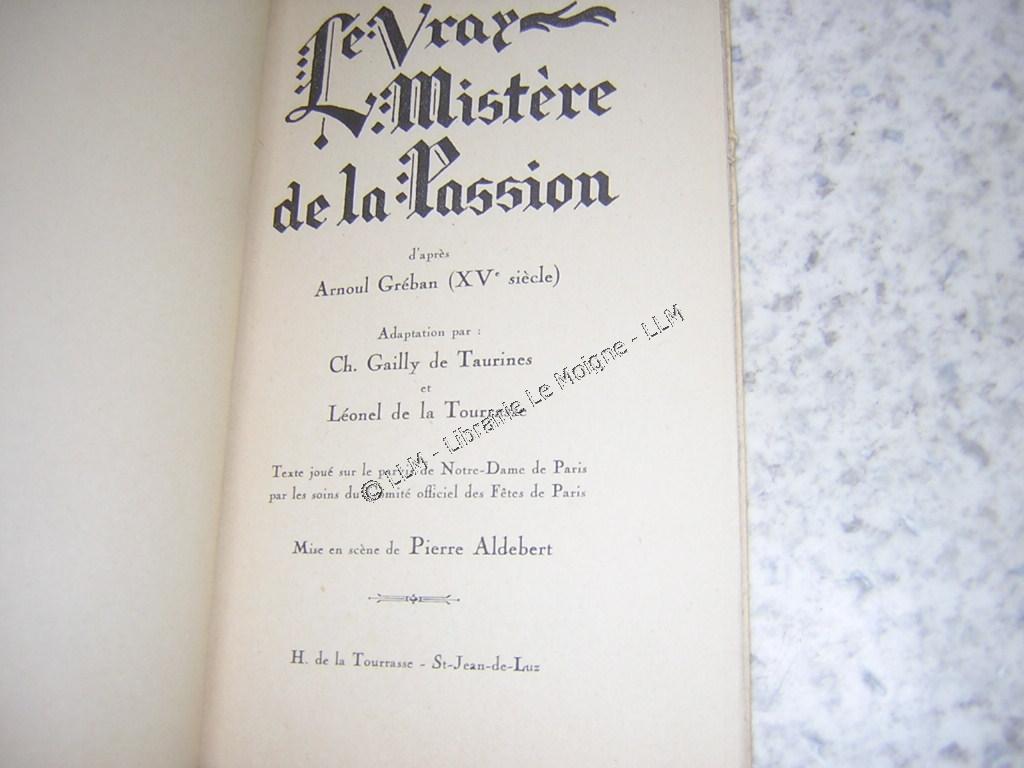 Le Vray
Mistère
de la Passion
d'après
Arnoul Gréban (XVe siècle)
Adaptation par :
Ch. Gailly de Taurines
et
Léonel de la Tourrasse
Texte joué sur le parvis de Notre-Dame de Paris
par les soins du Comité officiel des Fêtes de Paris
Mise en scène de Pierre Aldebert
H. de la Tourrasse - St-Jean-de-Luz
© LLM - Librairie Le Moigne - LLM